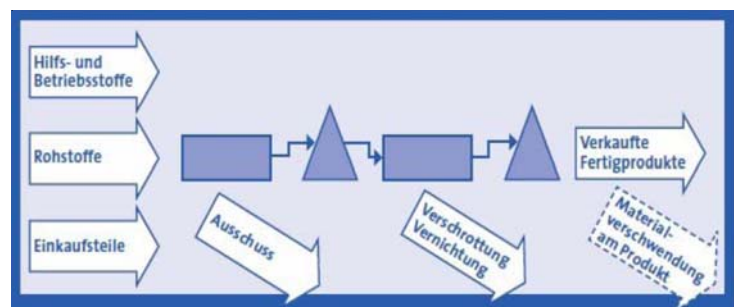 Hilfs- und
Betriebsstoffe
Rohstoffe
Einkaufsteile
Ausschuss
Verschrottung
Vernichtung
Verkaufte
Fertigprodukte
Material-
verschwendung
am Produkt